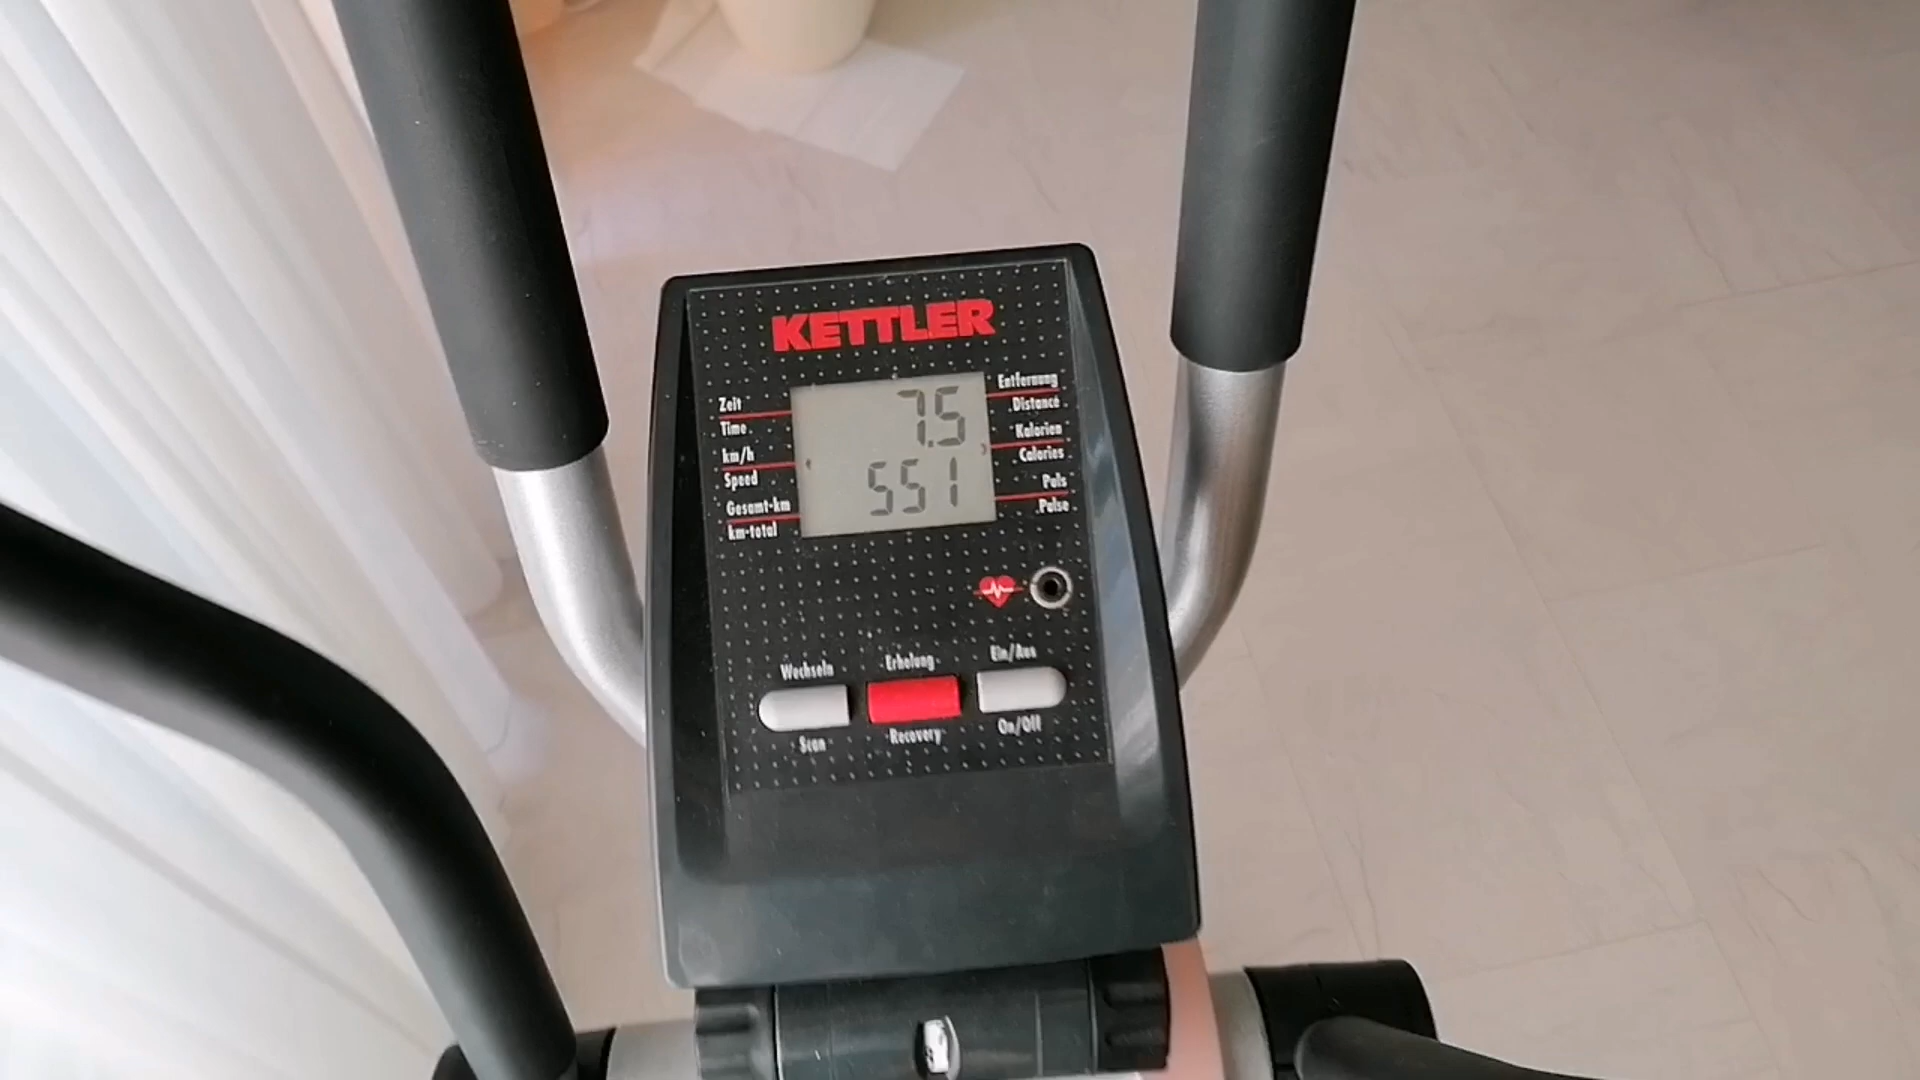 KETTLER
Zeit
Time
km/h
Speed
Gesamt-km
km-total
7.5
551
Entfernung
Distance
Kalorien
Calories
Puls
Pulse
Wechseln
Scan
Erholung
Recovery
Ein/Aus
On/Off